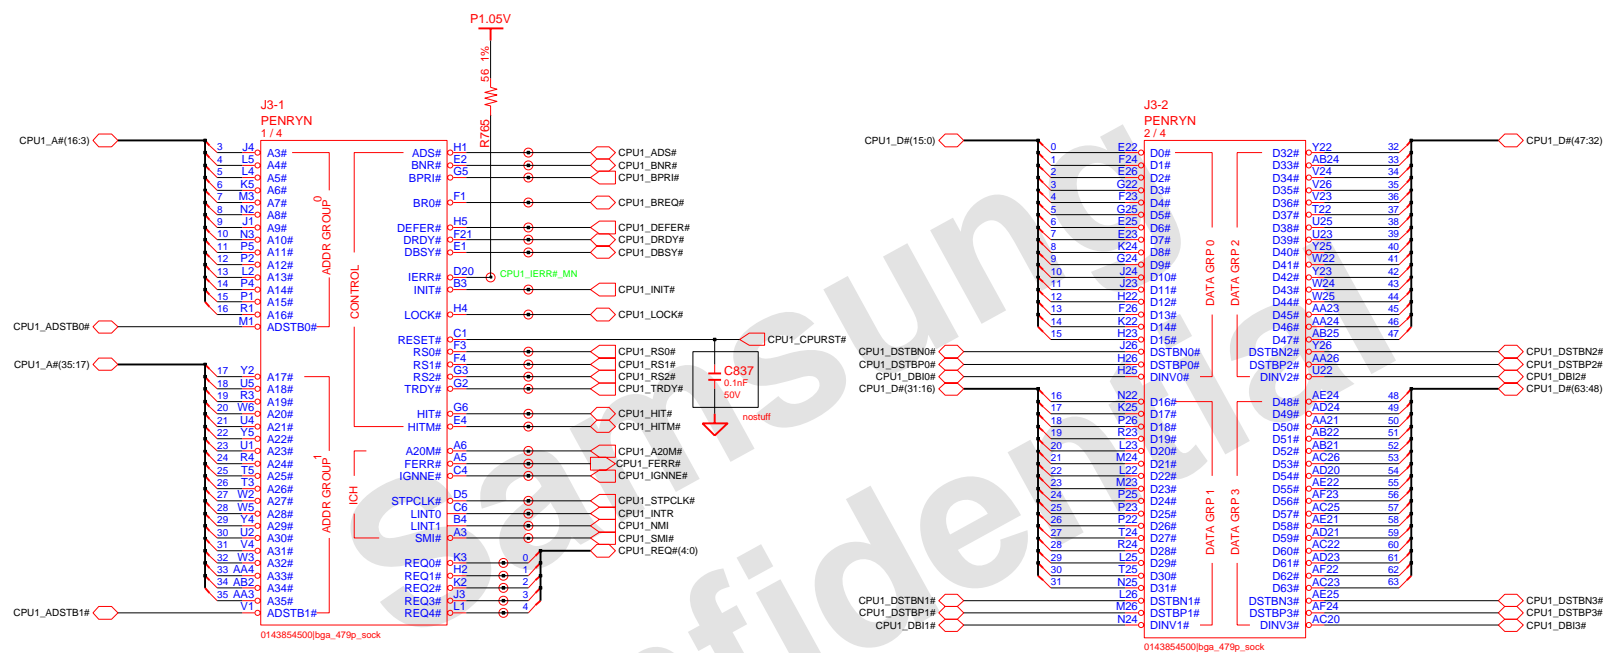 P1.05V
56 1%
R765
J3-1
PENRYN
1 / 4
CPU1_A#(16:3)
3 J4 A3#
4 L5 A4#
5 L4 A5#
6 K5 A6#
7 M3 A7#
8 N2 A8#
9 J1 A9#
10 N3 A10#
11 P5 A11#
12 P2 A12#
13 L2 A13#
14 P4 A14#
15 P1 A15#
16 R1 A16#
CPU1_ADSTB0# M1 ADSTB0#
ADDR GROUP 0
CPU1_A#(35:17)
17 Y2 A17#
18 U5 A18#
19 R3 A19#
20 W6 A20#
21 U4 A21#
22 Y5 A22#
23 U1 A23#
24 R4 A24#
25 T5 A25#
26 T3 A26#
27 W2 A27#
28 W5 A28#
29 Y4 A29#
30 U2 A30#
31 V4 A31#
32 W3 A32#
33 AA4 A33#
34 AB2 A34#
35 AA3 A35#
CPU1_ADSTB1# V1 ADSTB1#
ADDR GROUP 1
CONTROL
ADS# H1 CPU1_ADS#
BNR# E2 CPU1_BNR#
BPRI# G5 CPU1_BPRI#
BR0# F1 CPU1_BREQ#
DEFER# H5 CPU1_DEFER#
DRDY# F21 CPU1_DRDY#
DBSY# E1 CPU1_DBSY#
IERR# D20 CPU1_IERR#_MN
INIT# B3 CPU1_INIT#
LOCK# H4 CPU1_LOCK#
RESET# C1 CPU1_CPURST#
RS0# F3 CPU1_RS0#
RS1# F4 CPU1_RS1#
RS2# G3 CPU1_RS2#
TRDY# G2 CPU1_TRDY#
HIT# G6 CPU1_HIT#
HITM# E4 CPU1_HITM#
C837
0.1nF
50V
nostuff
ICH
A20M# A6 CPU1_A20M#
FERR# A5 CPU1_FERR#
IGNNE# C4 CPU1_IGNNE#
STPCLK# D5 CPU1_STPCLK#
LINT0 C6 CPU1_INTR
LINT1 B4 CPU1_NMI
SMI# A3 CPU1_SMI#
CPU1_REQ#(4:0)
REQ0# K3 0
REQ1# H2 1
REQ2# K2 2
REQ3# J3 3
REQ4# L1 4
0143854500|bga_479p_sock
J3-2
PENRYN
2 / 4
CPU1_D#(15:0)
0 E22 D0#
1 F24 D1#
2 E26 D2#
3 G22 D3#
4 F23 D4#
5 G25 D5#
6 E25 D6#
7 E23 D7#
8 K24 D8#
9 G24 D9#
10 J24 D10#
11 J23 D11#
12 H22 D12#
13 F26 D13#
14 K22 D14#
15 H23 D15#
CPU1_DSTBN0# J26 DSTBN0#
CPU1_DSTBP0# H26 DSTBP0#
CPU1_DBI0# H25 DINV0#
DATA GRP 0
CPU1_D#(31:16)
16 N22 D16#
17 K25 D17#
18 P26 D18#
19 R23 D19#
20 L23 D20#
21 M24 D21#
22 L22 D22#
23 M23 D23#
24 P25 D24#
25 P23 D25#
26 P22 D26#
27 T24 D27#
28 R24 D28#
29 L25 D29#
30 T25 D30#
31 N25 D31#
CPU1_DSTBN1# L26 DSTBN1#
CPU1_DSTBP1# M26 DSTBP1#
CPU1_DBI1# N24 DINV1#
DATA GRP 1
CPU1_D#(47:32)
D32# Y22 32
D33# AB24 33
D34# V24 34
D35# V26 35
D36# V23 36
D37# T22 37
D38# U25 38
D39# U23 39
D40# Y25 40
D41# W22 41
D42# Y23 42
D43# W24 43
D44# W25 44
D45# AA23 45
D46# AA24 46
D47# AB25 47
DSTBN2# Y26 CPU1_DSTBN2#
DSTBP2# AA26 CPU1_DSTBP2#
DINV2# U22 CPU1_DBI2#
DATA GRP 2
CPU1_D#(63:48)
D48# AE24 48
D49# AD24 49
D50# AA21 50
D51# AB22 51
D52# AB21 52
D53# AC26 53
D54# AD20 54
D55# AE22 55
D56# AF23 56
D57# AC25 57
D58# AE21 58
D59# AD21 59
D60# AC22 60
D61# AD23 61
D62# AF22 62
D63# AC23 63
DSTBN3# AE25 CPU1_DSTBN3#
DSTBP3# AF24 CPU1_DSTBP3#
DINV3# AC20 CPU1_DBI3#
DATA GRP 3
0143854500|bga_479p_sock
Samsung
Confidential